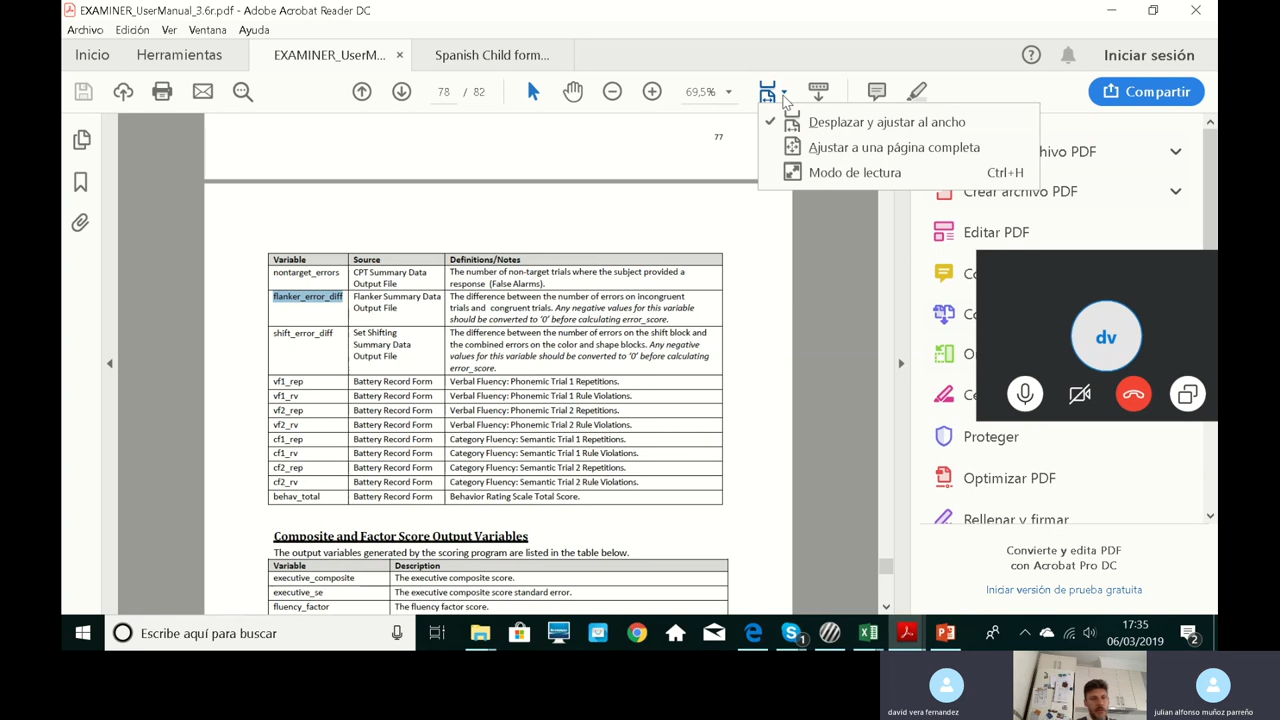 EXAMINER_UserManual_3.6r.pdf - Adobe Acrobat Reader DC
Archivo Edición Ver Ventana Ayuda
Inicio Herramientas EXAMINER_UserM... × Spanish Child form... Iniciar sesión
78 / 82 69,5% Compartir
77
Desplazar y ajustar al ancho
Ajustar a una página completa
Modo de lectura Ctrl+H
hivo PDF
Crear archivo PDF
Editar PDF
Proteger
Optimizar PDF
Rellenar y firmar
Convierte y edita PDF
con Acrobat Pro DC
Iniciar versión de prueba gratuita
dv
Variable Source Definitions/Notes
nontarget_errors CPT Summary Data The number of non-target trials where the subject provided a
Output File response (False Alarms).
flanker_error_diff Flanker Summary Data The difference between the number of errors on incongruent
Output File trials and congruent trials. Any negative values for this variable
should be converted to '0' before calculating error_score.
shift_error_diff Set Shifting The difference between the number of errors on the shift block and
Summary Data the combined errors on the color and shape blocks. Any negative
Output File values for this variable should be converted to '0' before calculating
error_score.
vf1_rep Battery Record Form Verbal Fluency: Phonemic Trial 1 Repetitions.
vf1_rv Battery Record Form Verbal Fluency: Phonemic Trial 1 Rule Violations.
vf2_rep Battery Record Form Verbal Fluency: Phonemic Trial 2 Repetitions.
vf2_rv Battery Record Form Verbal Fluency: Phonemic Trial 2 Rule Violations.
cf1_rep Battery Record Form Category Fluency: Semantic Trial 1 Repetitions.
cf1_rv Battery Record Form Category Fluency: Semantic Trial 1 Rule Violations.
cf2_rep Battery Record Form Category Fluency: Semantic Trial 2 Repetitions.
cf2_rv Battery Record Form Category Fluency: Semantic Trial 2 Rule Violations.
behav_total Battery Record Form Behavior Rating Scale Total Score.
Composite and Factor Score Output Variables
The output variables generated by the scoring program are listed in the table below.
Variable Description
executive_composite The executive composite score.
executive_se The executive composite score standard error.
fluency_factor The fluency factor score.
Escribe aquí para buscar
17:35
06/03/2019
1
2
david vera fernandez
julian alfonso muñoz parreño